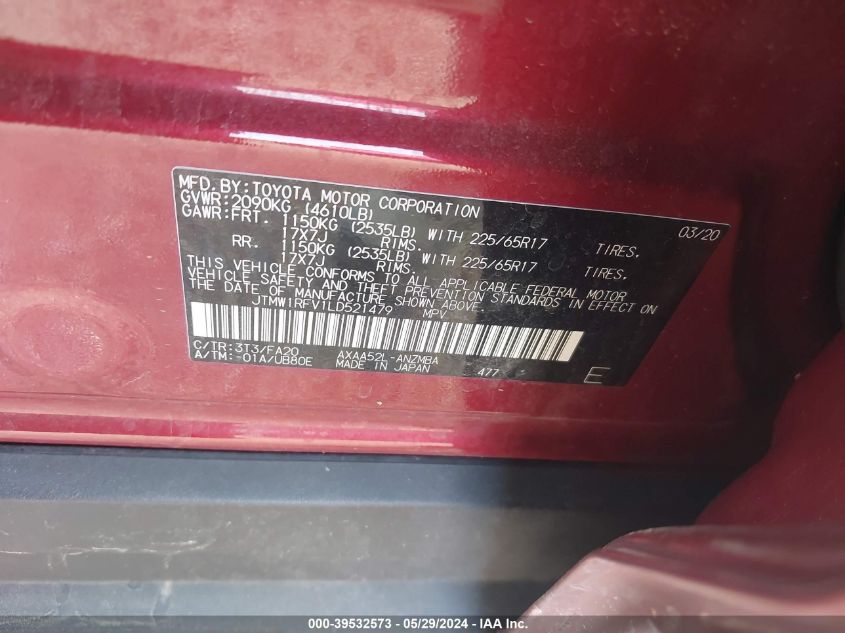 MFD.BY:TOYOTA MOTOR CORPORATION 03/20
GVWR:2090KG (4610LB)
GAWR:FRT. 1150KG (2535LB) WITH 225/65R17 TIRES.
17X7J RIMS.
RR. 1150KG (2535LB) WITH 225/65R17 TIRES.
17X7J RIMS.
THIS VEHICLE CONFORMS TO ALL APPLICABLE FEDERAL MOTOR
VEHICLE SAFETY AND THEFT PREVENTION STANDARDS IN EFFECT ON
THE DATE OF MANUFACTURE SHOWN ABOVE.
JTMW1RFV1LD521479 MPV
C/TR:3T3/FA20 AXAA52L-ANZMBA
A/TM:-01A/UB80E MADE IN JAPAN 477 E
000-39532573 - 05/29/2024 - IAA Inc.